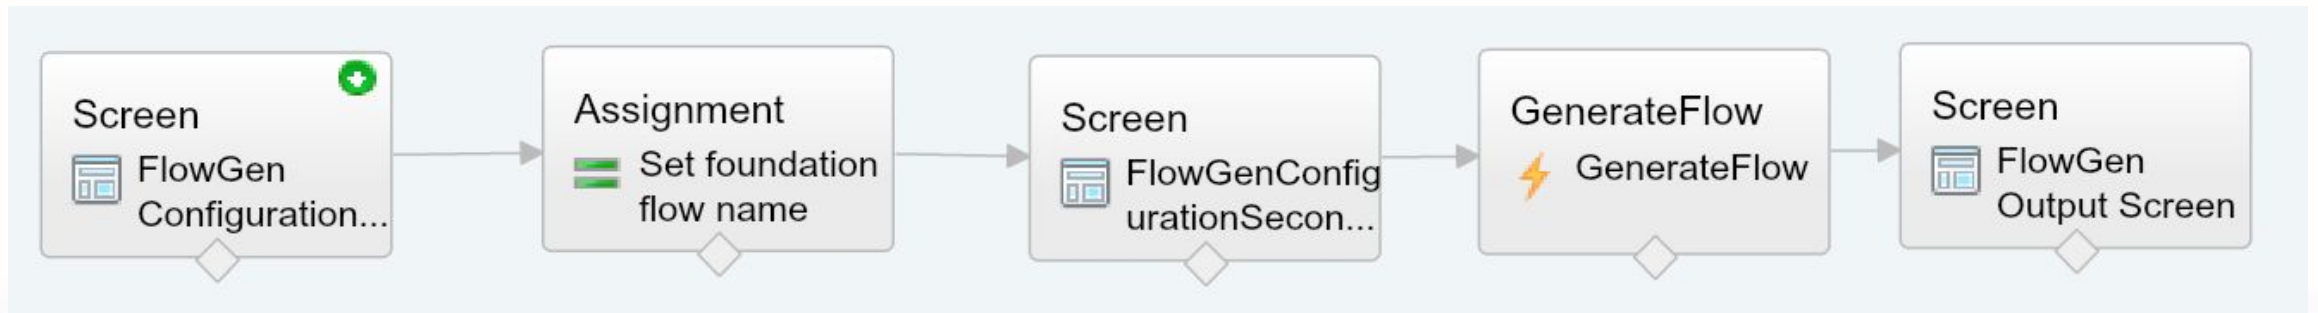 Screen
FlowGen
Configuration...
Assignment
Set foundation
flow name
Screen
FlowGenConfig
urationSecon...
GenerateFlow
GenerateFlow
Screen
FlowGen
Output Screen